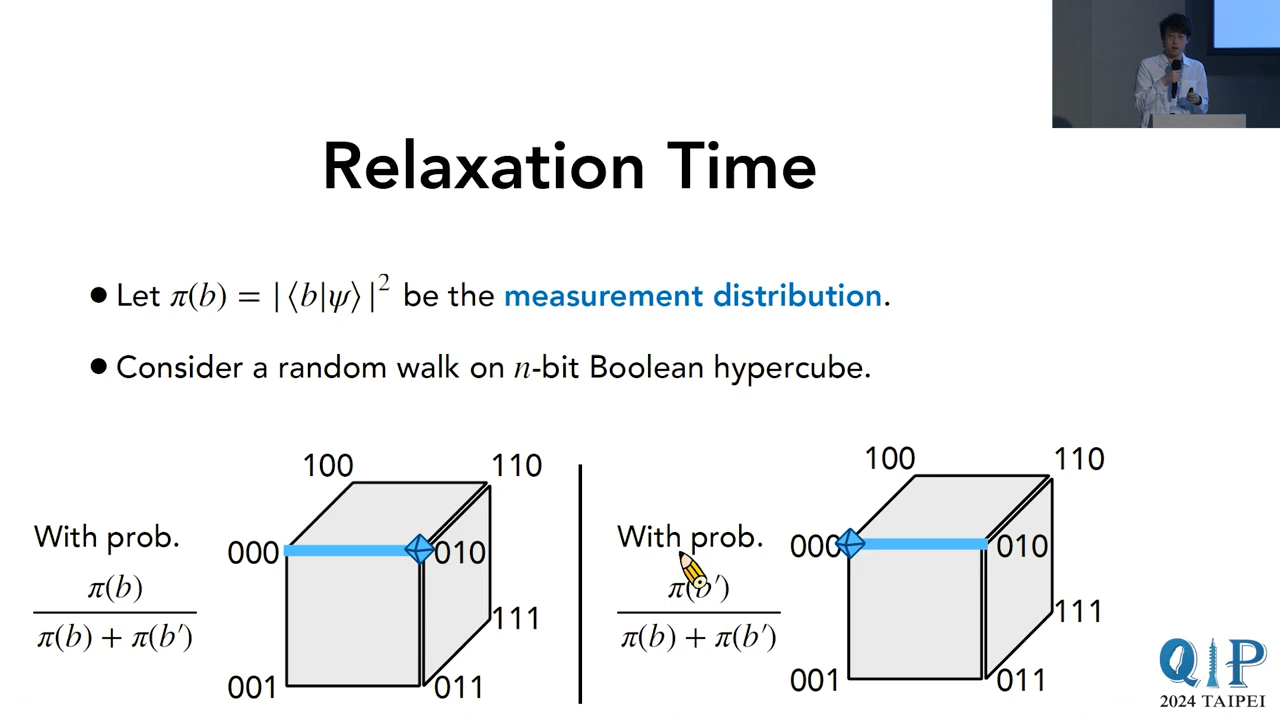 Relaxation Time
● Let π(b) = |⟨b|ψ⟩|² be the measurement distribution.
● Consider a random walk on n-bit Boolean hypercube.
100
110
With prob.
000
010
π(b)
π(b) + π(b′)
111
001
011
100
110
With prob.
000
010
π(b′)
π(b) + π(b′)
111
001
011
QIP
2024 TAIPEI